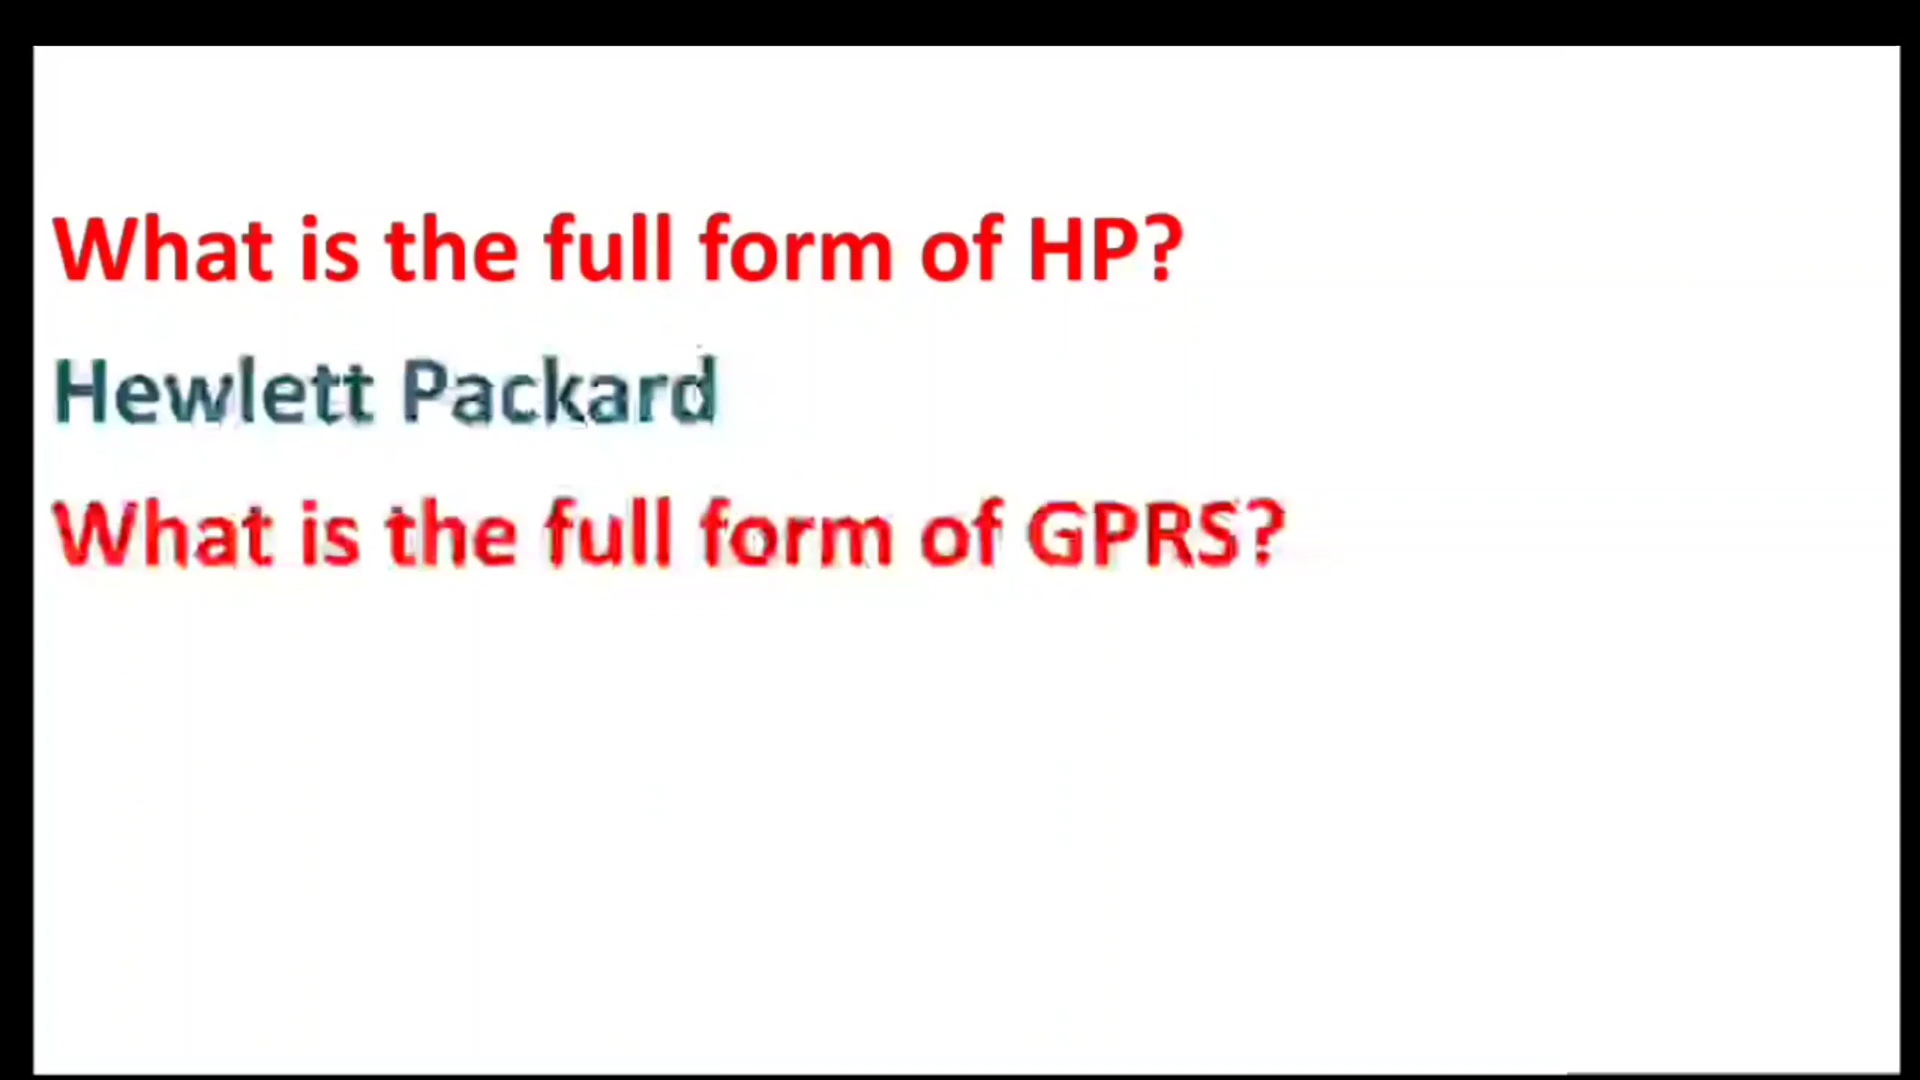 What is the full form of HP?
Hewlett Packard
What is the full form of GPRS?